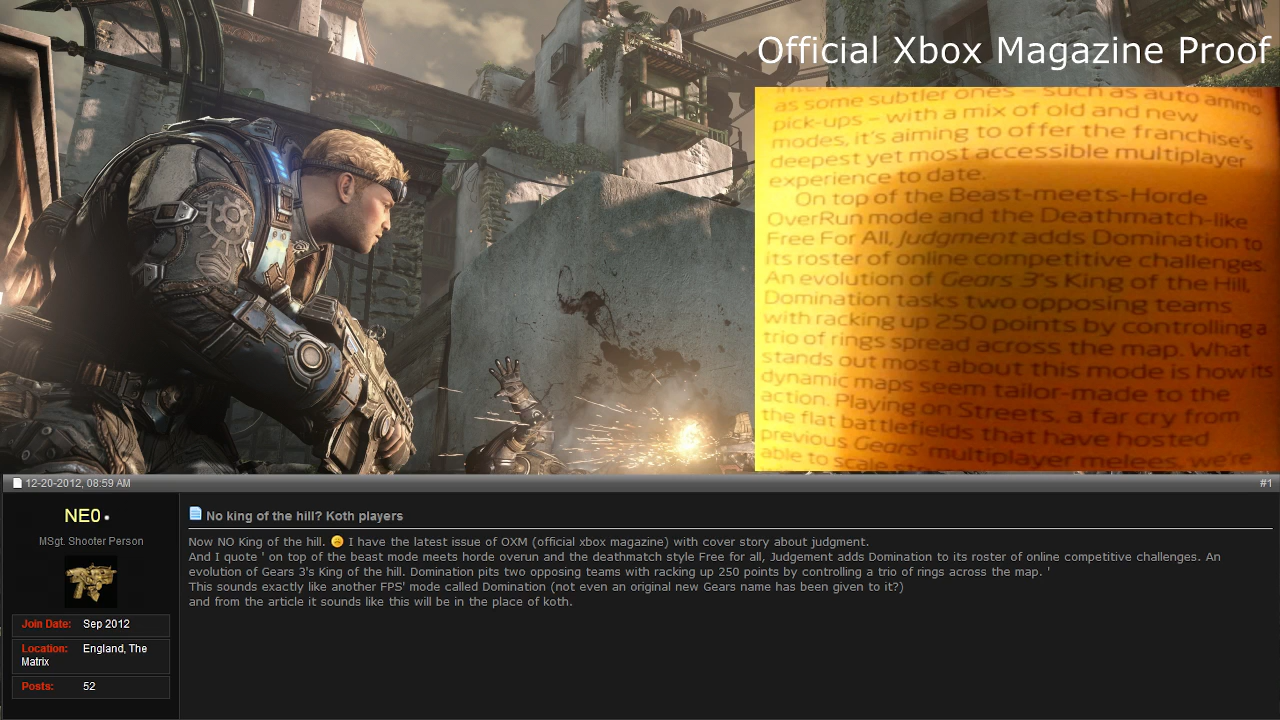 Official Xbox Magazine Proof
as some subtler ones – such as auto ammo
pick-ups – with a mix of old and new
modes, it's aiming to offer the franchise's
deepest yet most accessible multiplayer
experience to date.
On top of the Beast-meets-Horde
OverRun mode and the Deathmatch-like
Free For All, Judgment adds Domination to
its roster of online competitive challenges.
An evolution of Gears 3's King of the Hill,
Domination tasks two opposing teams
with racking up 250 points by controlling a
trio of rings spread across the map. What
stands out most about this mode is how its
dynamic maps seem tailor-made to the
action. Playing on Streets, a far cry from
the flat battlefields that have hosted
previous Gears' multiplayer melees, we're
able to scale
12-20-2012, 08:59 AM
#1
NE0
MSgt. Shooter Person
Join Date: Sep 2012
Location: England, The
Matrix
Posts: 52
No king of the hill? Koth players
Now NO King of the hill. I have the latest issue of OXM (official xbox magazine) with cover story about judgment.
And I quote ' on top of the beast mode meets horde overun and the deathmatch style Free for all, Judgement adds Domination to its roster of online competitive challenges. An
evolution of Gears 3's King of the hill. Domination pits two opposing teams with racking up 250 points by controlling a trio of rings across the map. '
This sounds exactly like another FPS' mode called Domination (not even an original new Gears name has been given to it?)
and from the article it sounds like this will be in the place of koth.